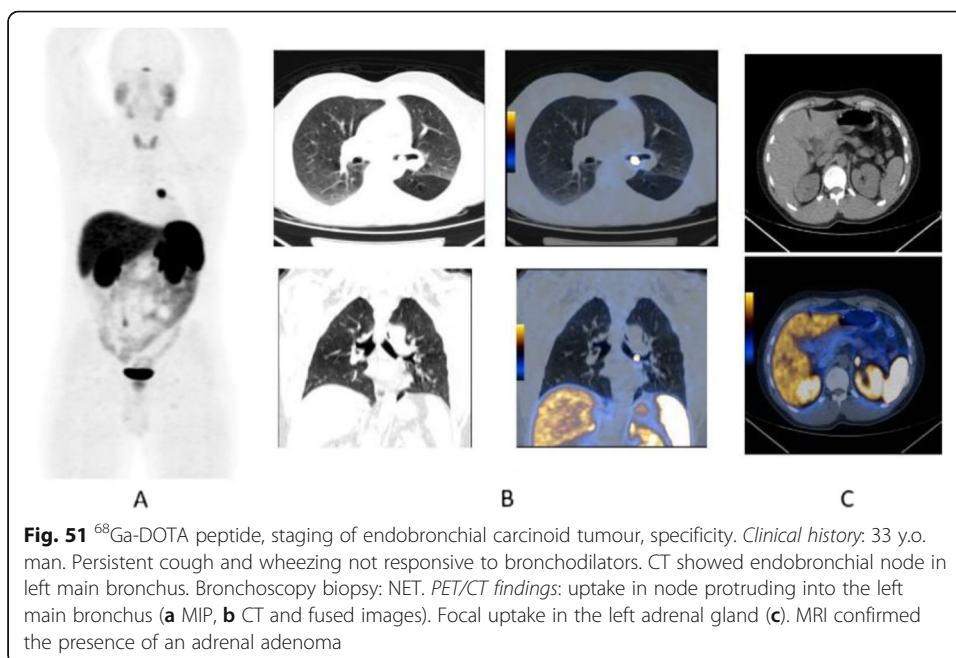 A
B
C
Fig. 51 ⁶⁸Ga-DOTA peptide, staging of endobronchial carcinoid tumour, specificity. Clinical history: 33 y.o.
man. Persistent cough and wheezing not responsive to bronchodilators. CT showed endobronchial node in
left main bronchus. Bronchoscopy biopsy: NET. PET/CT findings: uptake in node protruding into the left
main bronchus (a MIP, b CT and fused images). Focal uptake in the left adrenal gland (c). MRI confirmed
the presence of an adrenal adenoma